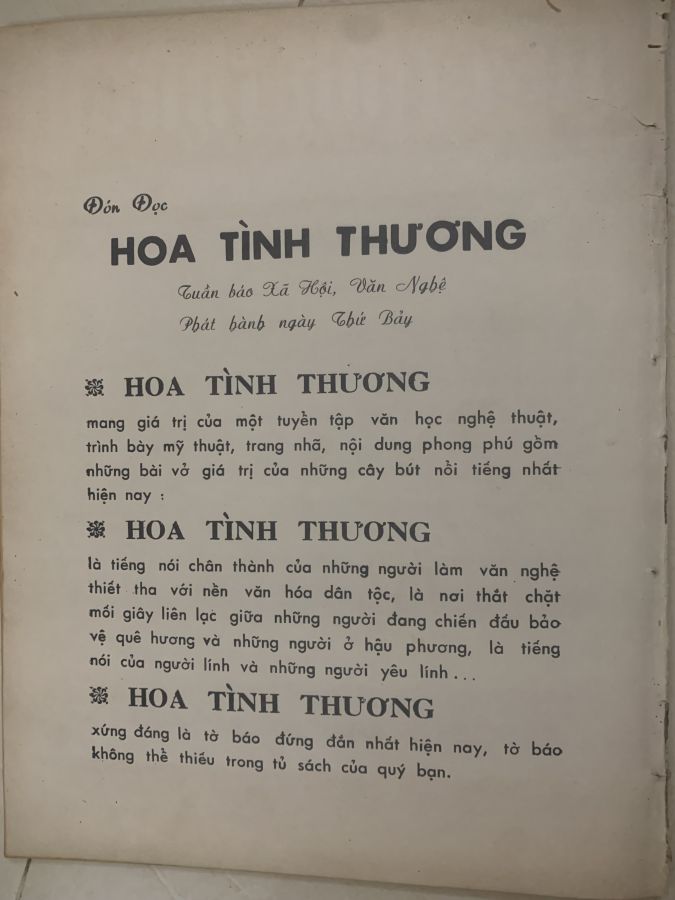 Đón Đọc
HOA TÌNH THƯƠNG
Tuần báo Xã Hội, Văn Nghệ
Phát hành ngày Thứ Bảy
HOA TÌNH THƯƠNG
mang giá trị của một tuyển tập văn học nghệ thuật,
trình bày mỹ thuật, trang nhã, nội dung phong phú gồm
những bài vở giá trị của những cây bút nổi tiếng nhất
hiện nay :
HOA TÌNH THƯƠNG
là tiếng nói chân thành của những người làm văn nghệ
thiết tha với nền văn hóa dân tộc, là nơi thắt chặt
mối giây liên lạc giữa những người đang chiến đấu bảo
vệ quê hương và những người ở hậu phương, là tiếng
nói của người lính và những người yêu lính . . .
HOA TÌNH THƯƠNG
xứng đáng là tờ báo đứng đắn nhất hiện nay, tờ báo
không thể thiếu trong tủ sách của quý bạn.